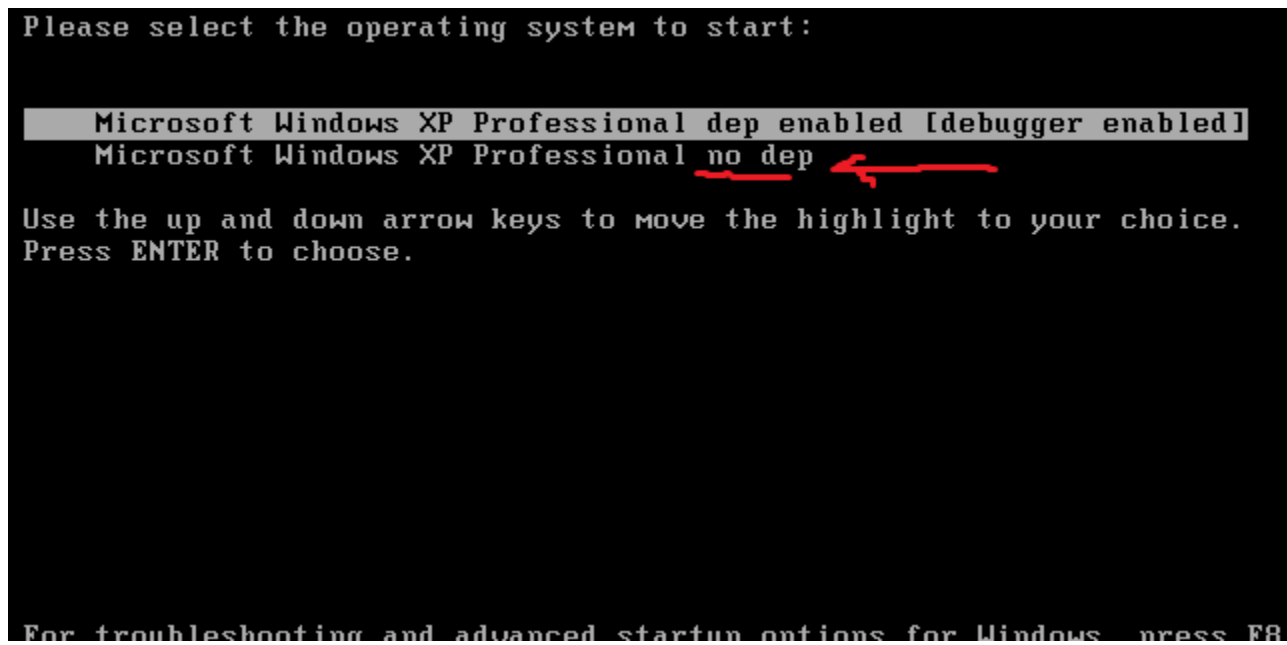 Please select the operating system to start:
Microsoft Windows XP Professional dep enabled [debugger enabled]
Microsoft Windows XP Professional no dep
Use the up and down arrow keys to move the highlight to your choice.
Press ENTER to choose.
For troubleshooting and advanced startup options for Windows, press F8